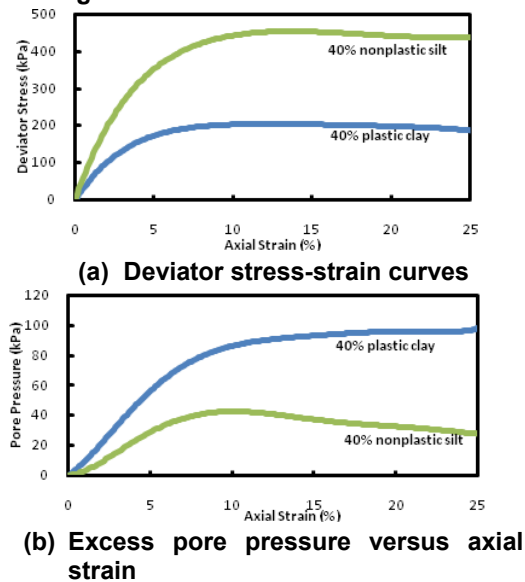 500
400
300
200
100
0
Deviator Stress (kPa)
40% nonplastic silt
40% plastic clay
0 5 10 15 20 25
Axial Strain (%)
(a) Deviator stress-strain curves
120
100
80
60
40
20
0
Pore Pressure (kPa)
40% plastic clay
40% nonplastic silt
0 5 10 15 20 25
Axial Strain (%)
(b) Excess pore pressure versus axial
strain